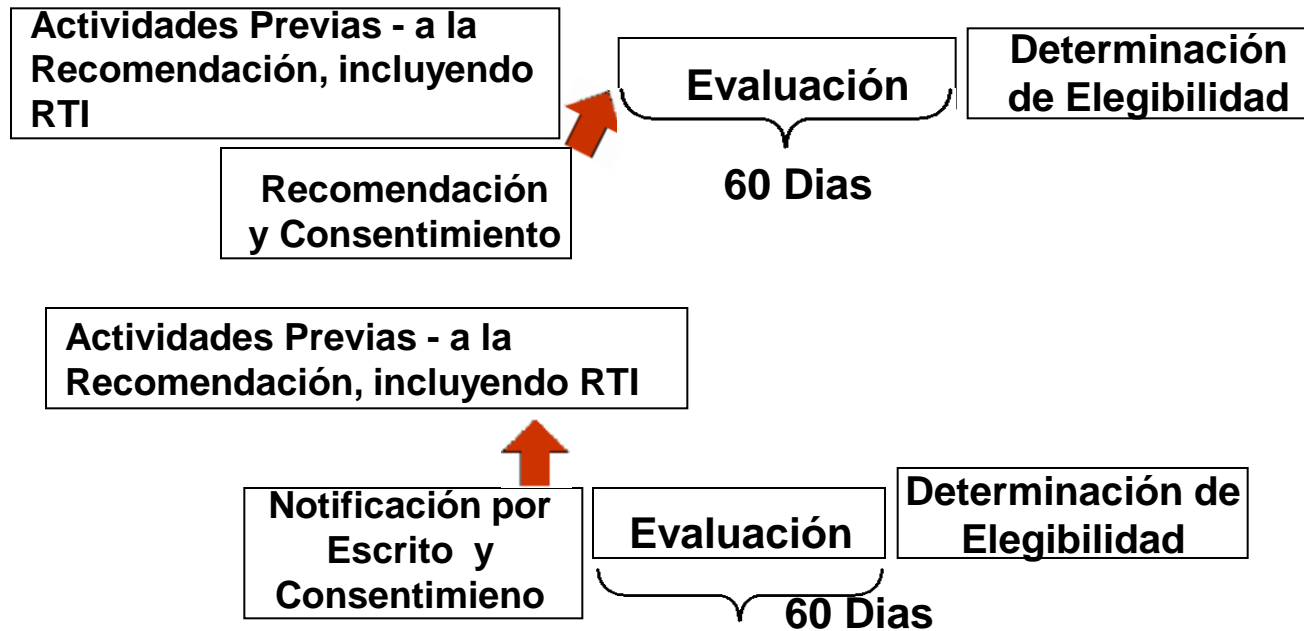 Actividades Previas - a la
Recomendación, incluyendo
RTI
Recomendación
y Consentimiento
Evaluación
60 Dias
Determinación
de Elegibilidad
Actividades Previas - a la
Recomendación, incluyendo RTI
Notificación por
Escrito y
Consentimieno
Evaluación
60 Dias
Determinación de
Elegibilidad